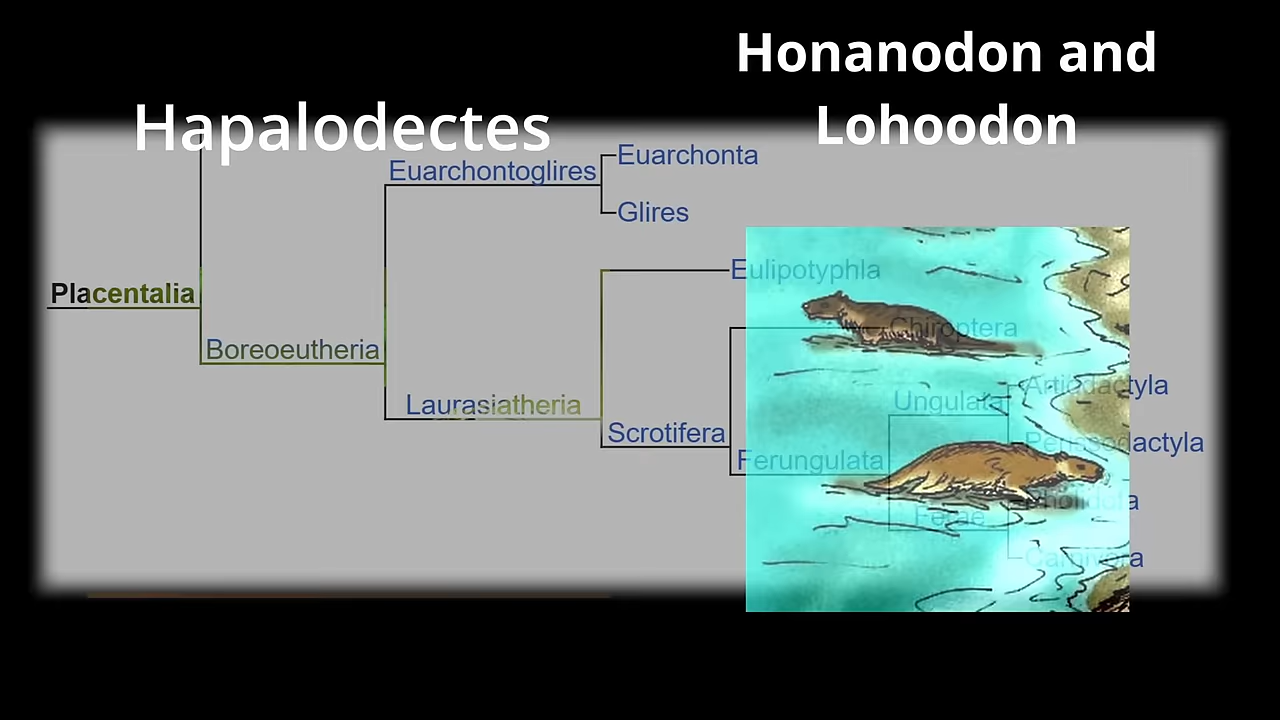 Honanodon and
Lohoodon
Hapalodectes
Euarchontoglires
Euarchonta
Glires
Eulipotyphla
Chiroptera
Placentalia
Boreoeutheria
Artiodactyla
Ungulata
Laurasiatheria
Scrotifera
Perissodactyla
Ferungulata
Pholidota
Ferae
Carnivora